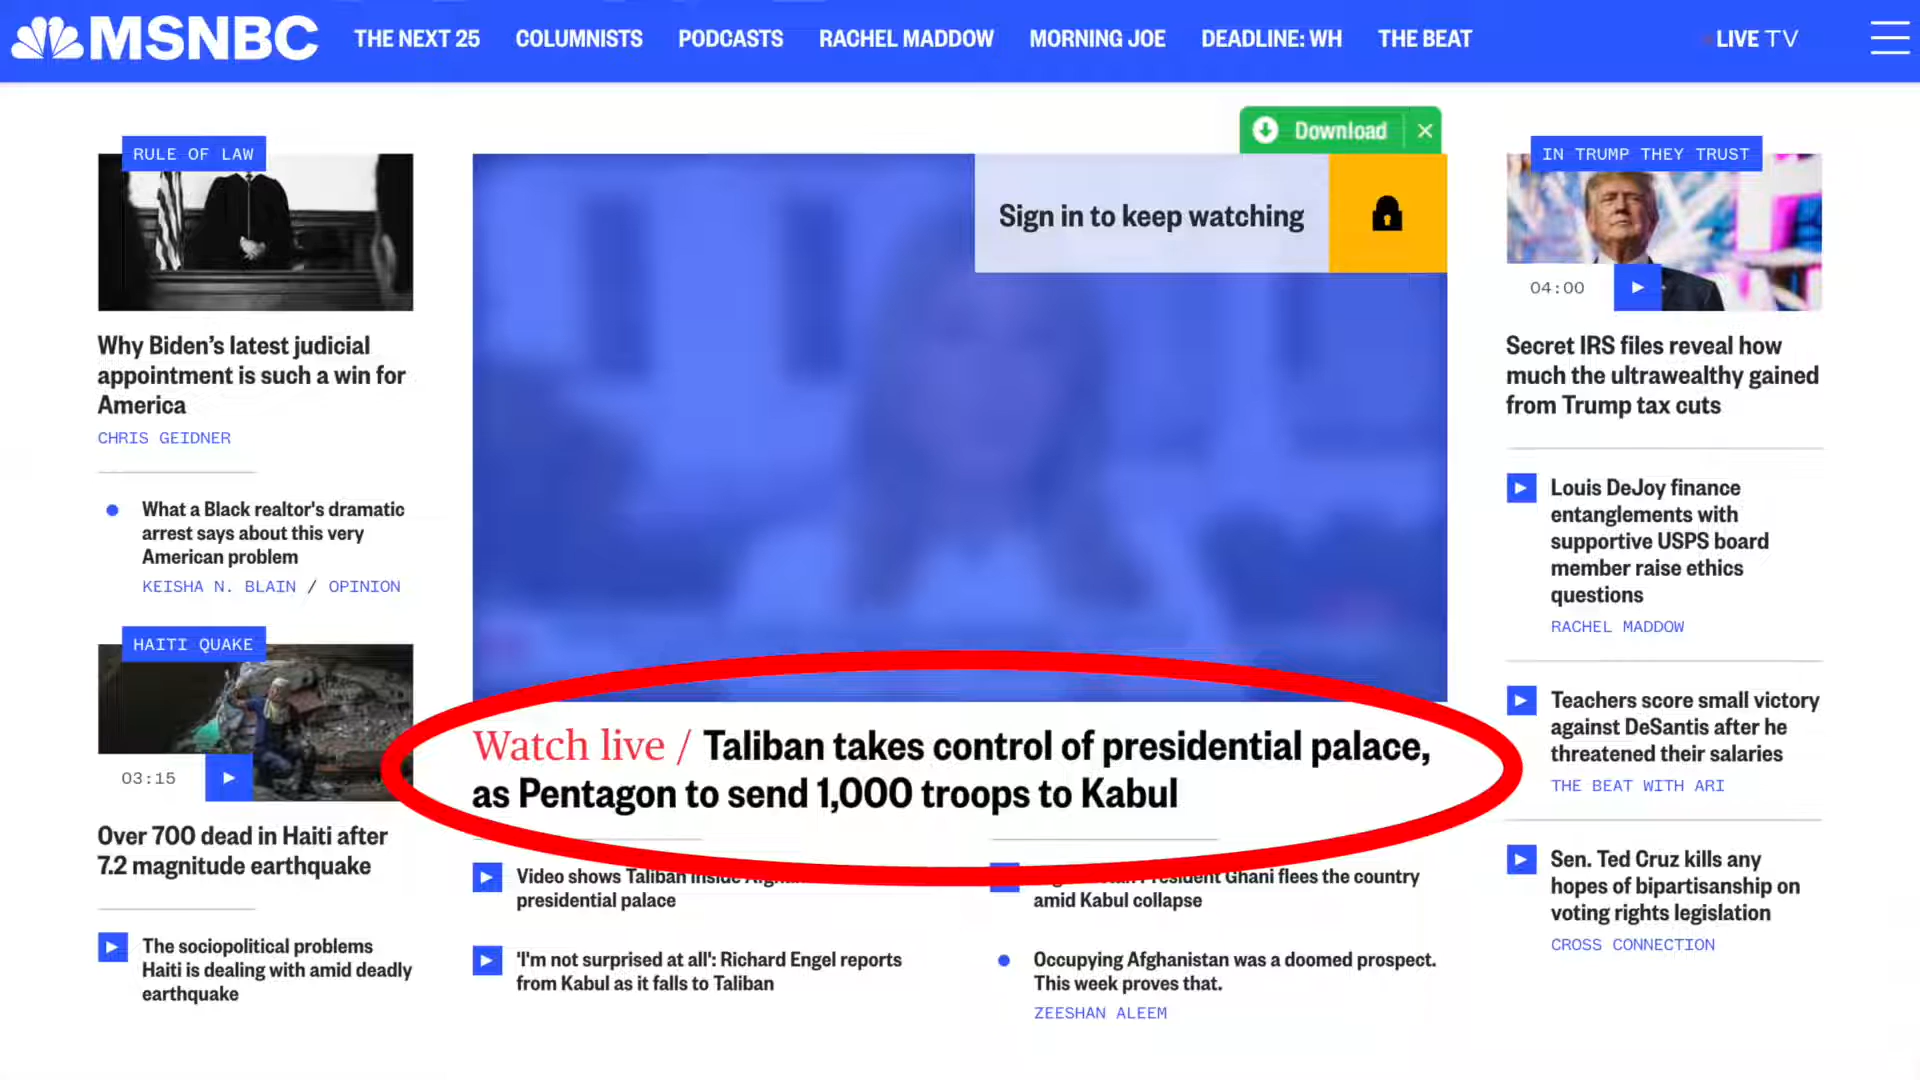 MSNBC
THE NEXT 25
COLUMNISTS
PODCASTS
RACHEL MADDOW
MORNING JOE
DEADLINE: WH
THE BEAT
LIVE TV
RULE OF LAW
Why Biden’s latest judicial
appointment is such a win for
America
CHRIS GEIDNER
What a Black realtor's dramatic
arrest says about this very
American problem
KEISHA N. BLAIN / OPINION
HAITI QUAKE
03:15
Over 700 dead in Haiti after
7.2 magnitude earthquake
The sociopolitical problems
Haiti is dealing with amid deadly
earthquake
Download
Sign in to keep watching
Watch live / Taliban takes control of presidential palace,
as Pentagon to send 1,000 troops to Kabul
Video shows Taliban inside
presidential palace
'I'm not surprised at all': Richard Engel reports
from Kabul as it falls to Taliban
President Ghani flees the country
amid Kabul collapse
Occupying Afghanistan was a doomed prospect.
This week proves that.
ZEESHAN ALEEM
IN TRUMP THEY TRUST
04:00
Secret IRS files reveal how
much the ultrawealthy gained
from Trump tax cuts
Louis DeJoy finance
entanglements with
supportive USPS board
member raise ethics
questions
RACHEL MADDOW
Teachers score small victory
against DeSantis after he
threatened their salaries
THE BEAT WITH ARI
Sen. Ted Cruz kills any
hopes of bipartisanship on
voting rights legislation
CROSS CONNECTION